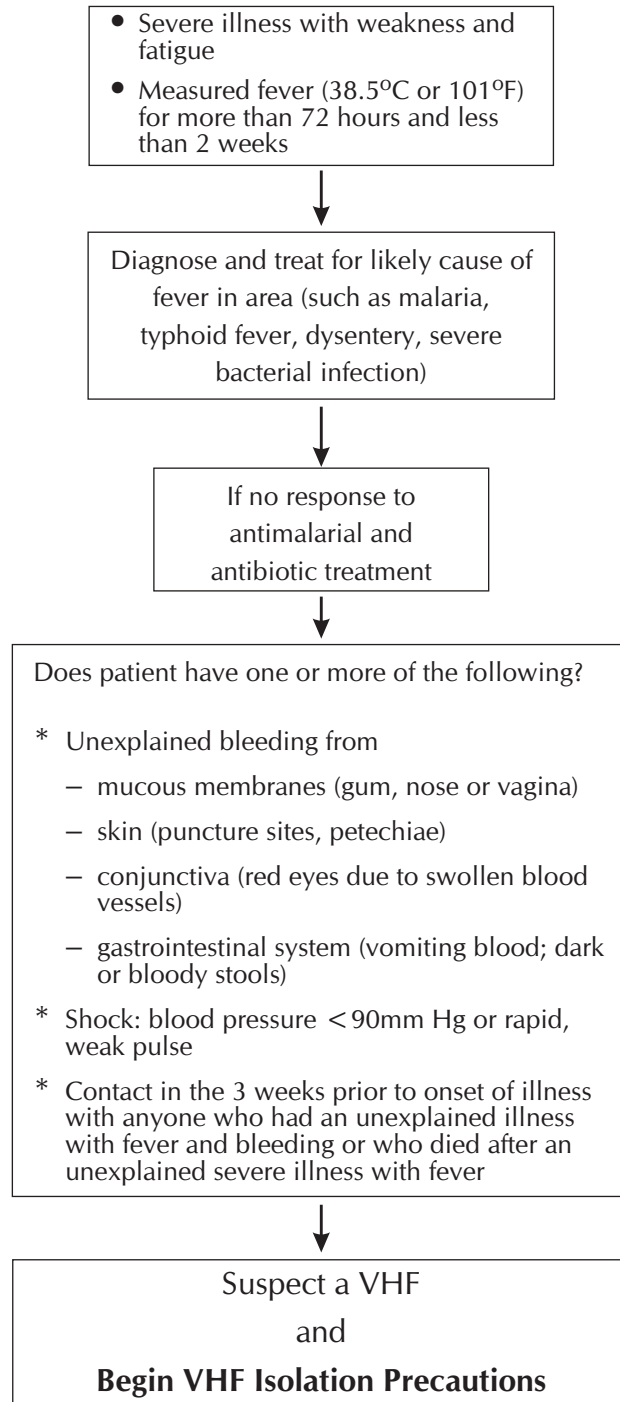 • Severe illness with weakness and
fatigue
• Measured fever (38.5ºC or 101ºF)
for more than 72 hours and less
than 2 weeks
Diagnose and treat for likely cause of
fever in area (such as malaria,
typhoid fever, dysentery, severe
bacterial infection)
If no response to
antimalarial and
antibiotic treatment
Does patient have one or more of the following?
* Unexplained bleeding from
– mucous membranes (gum, nose or vagina)
– skin (puncture sites, petechiae)
– conjunctiva (red eyes due to swollen blood
vessels)
– gastrointestinal system (vomiting blood; dark
or bloody stools)
* Shock: blood pressure <90mm Hg or rapid,
weak pulse
* Contact in the 3 weeks prior to onset of illness
with anyone who had an unexplained illness
with fever and bleeding or who died after an
unexplained severe illness with fever
Suspect a VHF
and
Begin VHF Isolation Precautions